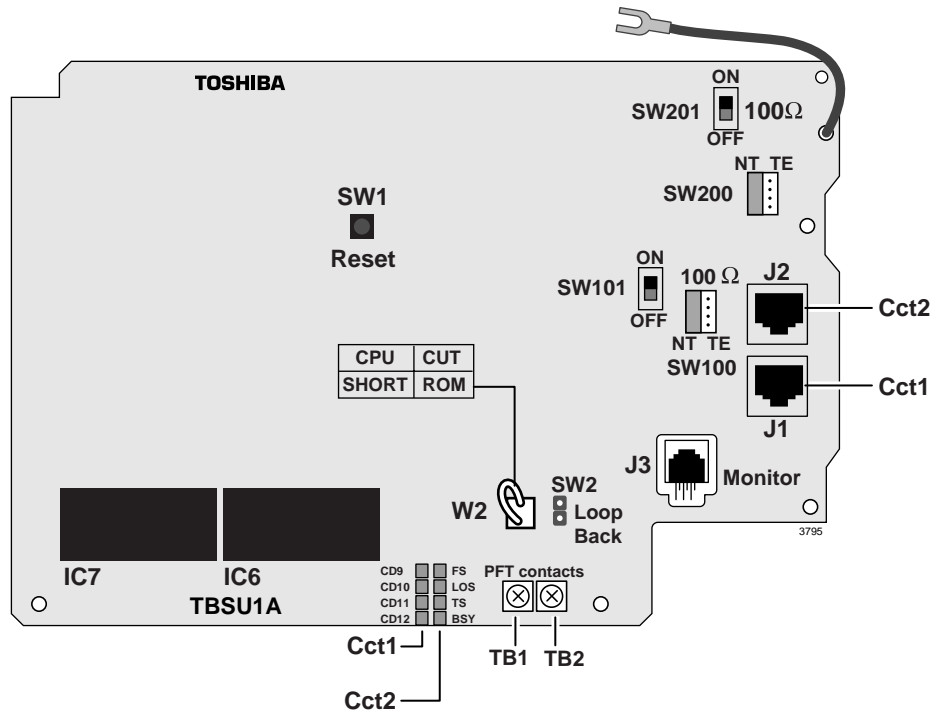 TOSHIBA
ON
SW201
100Ω
OFF
NT TE
SW200
SW1
Reset
ON
SW101
OFF
100 Ω
NT TE
SW100
J2
Cct2
Cct1
J1
CPU CUT
SHORT ROM
J3
Monitor
W2
SW2
Loop
Back
3795
IC7
IC6
TBSU1A
CD9 FS
CD10 LOS
CD11 TS
CD12 BSY
PFT contacts
TB1
TB2
Cct1
Cct2